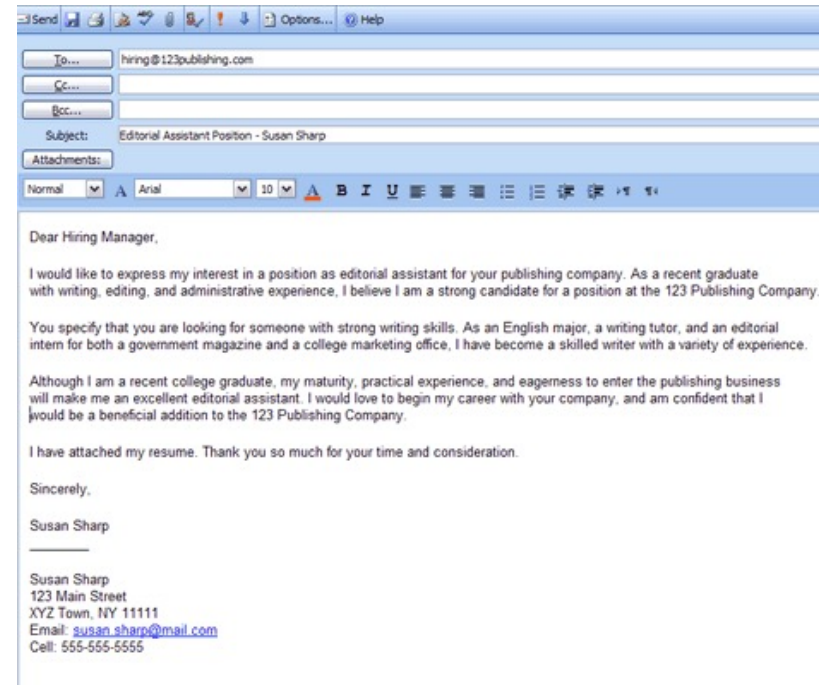 Send Options... Help
To... hiring@123publishing.com
Cc...
Bcc...
Subject: Editorial Assistant Position - Susan Sharp
Attachments:
Normal A Arial 10 A B I U
Dear Hiring Manager,
I would like to express my interest in a position as editorial assistant for your publishing company. As a recent graduate
with writing, editing, and administrative experience, I believe I am a strong candidate for a position at the 123 Publishing Company.
You specify that you are looking for someone with strong writing skills. As an English major, a writing tutor, and an editorial
intern for both a government magazine and a college marketing office, I have become a skilled writer with a variety of experience.
Although I am a recent college graduate, my maturity, practical experience, and eagerness to enter the publishing business
will make me an excellent editorial assistant. I would love to begin my career with your company, and am confident that I
would be a beneficial addition to the 123 Publishing Company.
I have attached my resume. Thank you so much for your time and consideration.
Sincerely,
Susan Sharp
Susan Sharp
123 Main Street
XYZ Town, NY 11111
Email: susan.sharp@mail.com
Cell: 555-555-5555